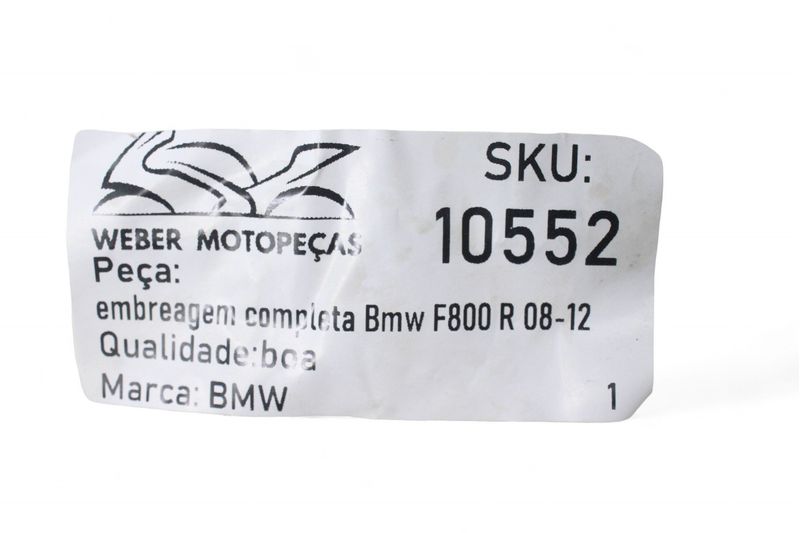 SKU:
10552
WEBER MOTOPEÇAS
Peça:
embreagem completa Bmw F800 R 08-12
Qualidade:boa
Marca: BMW
1